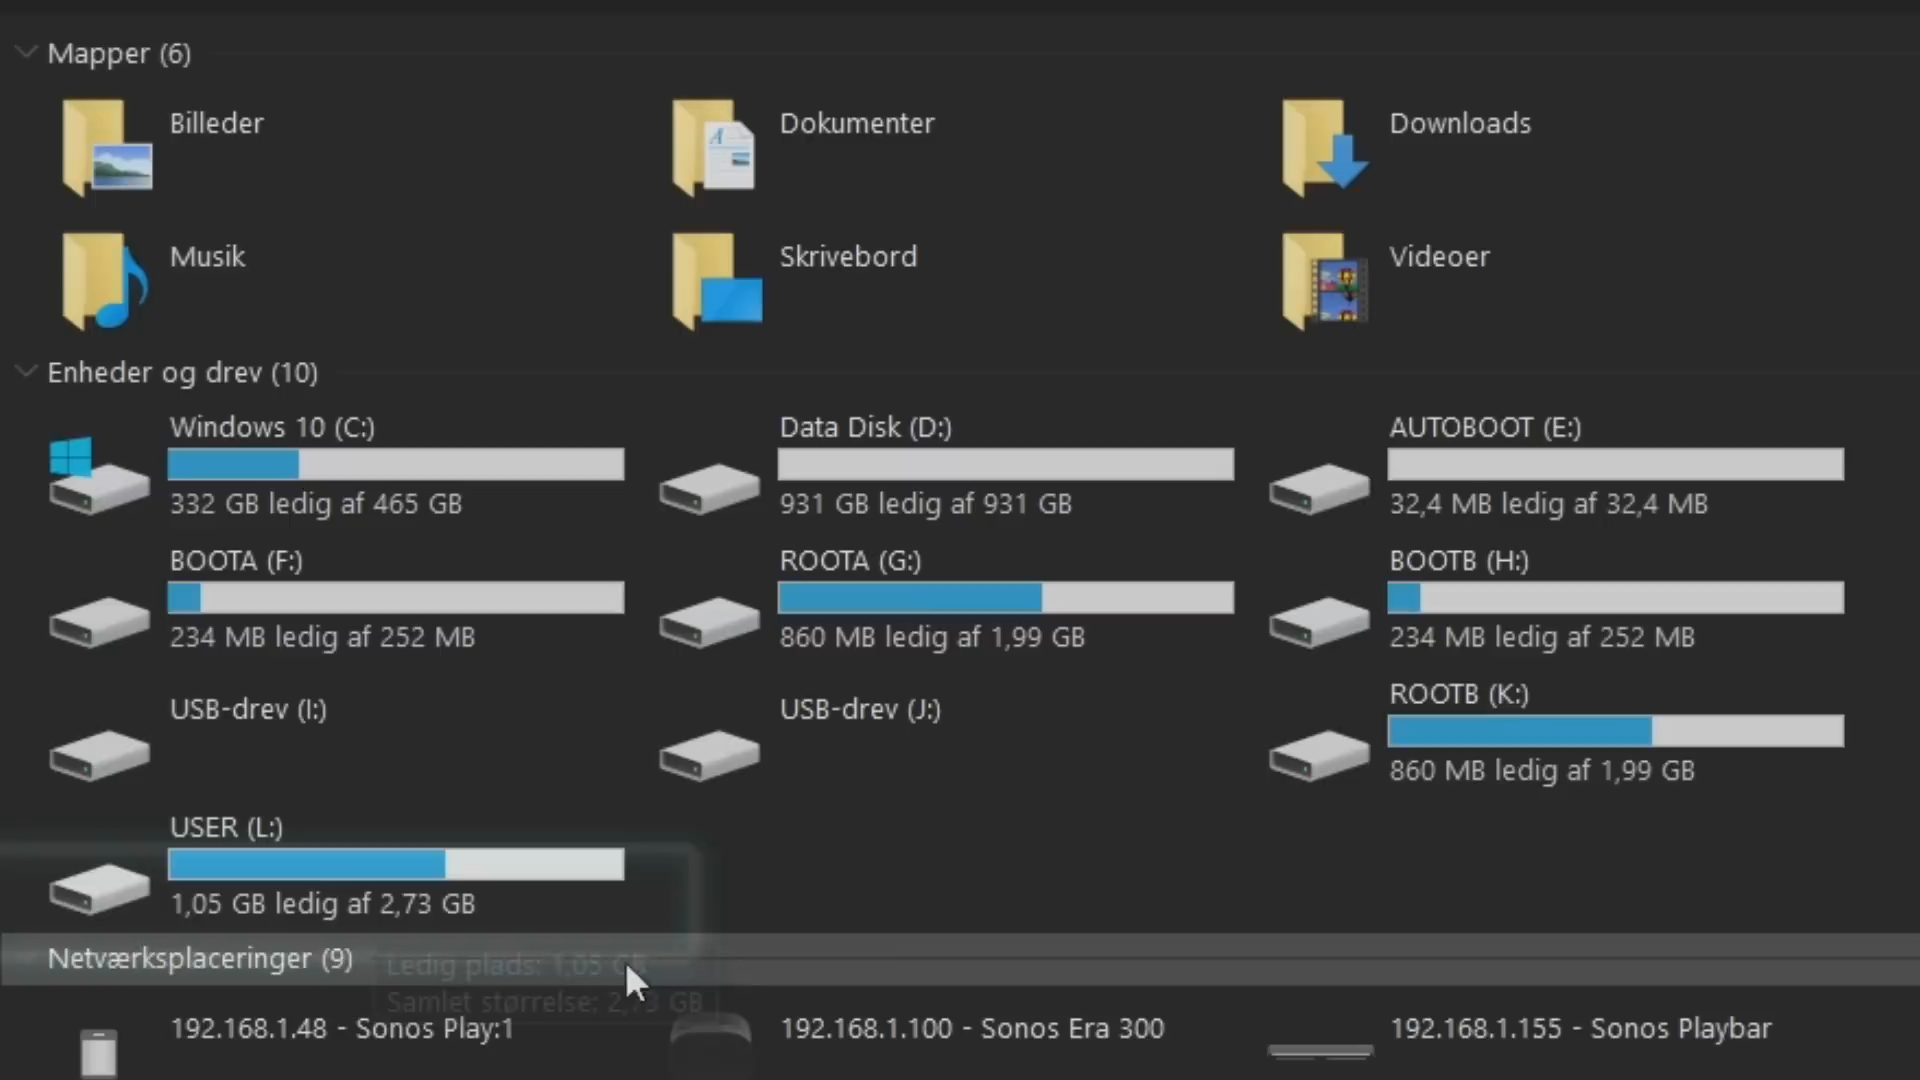 Mapper (6)
Billeder
Dokumenter
Downloads
Musik
Skrivebord
Videoer
Enheder og drev (10)
Windows 10 (C:)
332 GB ledig af 465 GB
Data Disk (D:)
931 GB ledig af 931 GB
AUTOBOOT (E:)
32,4 MB ledig af 32,4 MB
BOOTA (F:)
234 MB ledig af 252 MB
ROOTA (G:)
860 MB ledig af 1,99 GB
BOOTB (H:)
234 MB ledig af 252 MB
USB-drev (I:)
USB-drev (J:)
ROOTB (K:)
860 MB ledig af 1,99 GB
USER (L:)
1,05 GB ledig af 2,73 GB
Netværksplaceringer (9)
Ledig plads: 1,05 GB
Samlet størrelse: 2,73 GB
192.168.1.48 - Sonos Play:1
192.168.1.100 - Sonos Era 300
192.168.1.155 - Sonos Playbar